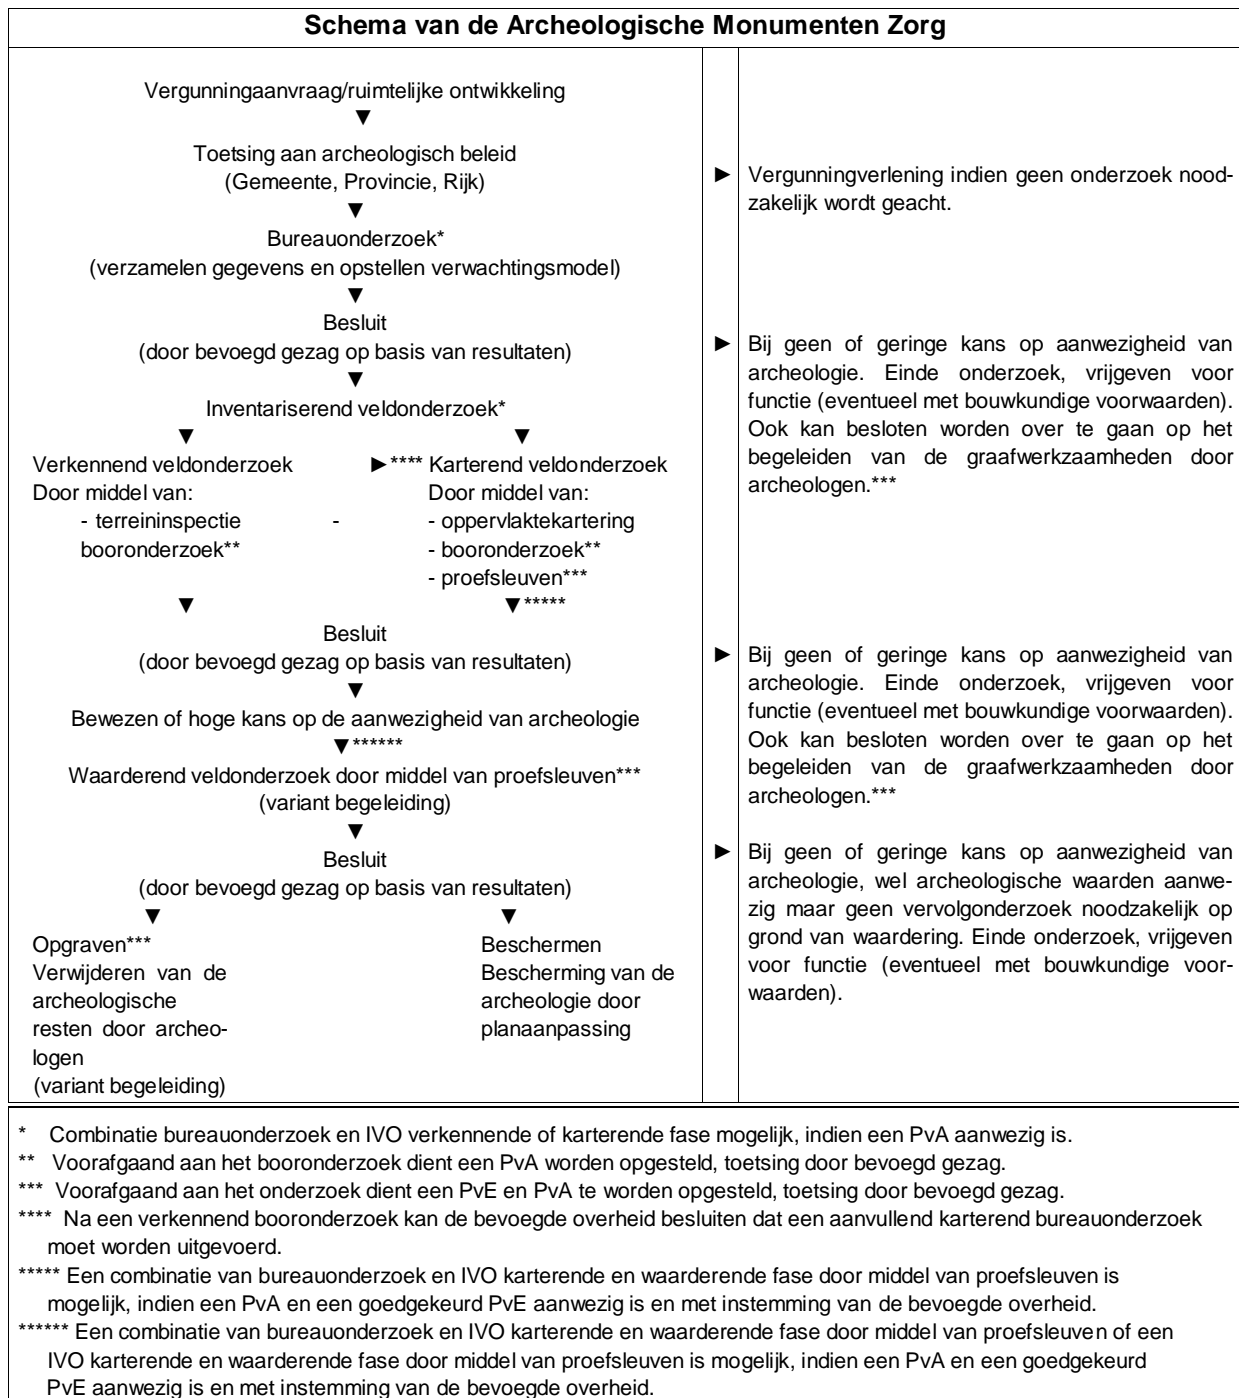 Schema van de Archeologische Monumenten Zorg
Vergunningaanvraag/ruimtelijke ontwikkeling
▼
Toetsing aan archeologisch beleid
(Gemeente, Provincie, Rijk)
▼
► Vergunningverlening indien geen onderzoek nood-
zakelijk wordt geacht.
Bureauonderzoek*
(verzamelen gegevens en opstellen verwachtingsmodel)
▼
Besluit
(door bevoegd gezag op basis van resultaten)
▼
► Bij geen of geringe kans op aanwezigheid van
archeologie. Einde onderzoek, vrijgeven voor
functie (eventueel met bouwkundige voorwaarden).
Ook kan besloten worden over te gaan op het
begeleiden van de graafwerkzaamheden door
archeologen.***
Inventariserend veldonderzoek*
▼ ▼
Verkennend veldonderzoek ►**** Karterend veldonderzoek
Door middel van: Door middel van:
- terreininspectie - - oppervlaktekartering
booronderzoek** - booronderzoek**
- proefsleuven***
▼ ▼*****
Besluit
(door bevoegd gezag op basis van resultaten)
▼
► Bij geen of geringe kans op aanwezigheid van
archeologie. Einde onderzoek, vrijgeven voor
functie (eventueel met bouwkundige voorwaarden).
Ook kan besloten worden over te gaan op het
begeleiden van de graafwerkzaamheden door
archeologen.***
Bewezen of hoge kans op de aanwezigheid van archeologie
▼******
Waarderend veldonderzoek door middel van proefsleuven***
(variant begeleiding)
▼
Besluit
(door bevoegd gezag op basis van resultaten)
▼ ▼
► Bij geen of geringe kans op aanwezigheid van
archeologie, wel archeologische waarden aanwe-
zig maar geen vervolgonderzoek noodzakelijk op
grond van waardering. Einde onderzoek, vrijgeven
voor functie (eventueel met bouwkundige voor-
waarden).
Opgraven***
Verwijderen van de
archeologische
resten door archeo-
logen
(variant begeleiding)
Beschermen
Bescherming van de
archeologie door
planaanpassing
* Combinatie bureauonderzoek en IVO verkennende of karterende fase mogelijk, indien een PvA aanwezig is.
** Voorafgaand aan het booronderzoek dient een PvA worden opgesteld, toetsing door bevoegd gezag.
*** Voorafgaand aan het onderzoek dient een PvE en PvA te worden opgesteld, toetsing door bevoegd gezag.
**** Na een verkennend booronderzoek kan de bevoegde overheid besluiten dat een aanvullend karterend bureauonderzoek
moet worden uitgevoerd.
***** Een combinatie van bureauonderzoek en IVO karterende en waarderende fase door middel van proefsleuven is
mogelijk, indien een PvA en een goedgekeurd PvE aanwezig is en met instemming van de bevoegde overheid.
****** Een combinatie van bureauonderzoek en IVO karterende en waarderende fase door middel van proefsleuven of een
IVO karterende en waarderende fase door middel van proefsleuven is mogelijk, indien een PvA en een goedgekeurd
PvE aanwezig is en met instemming van de bevoegde overheid.